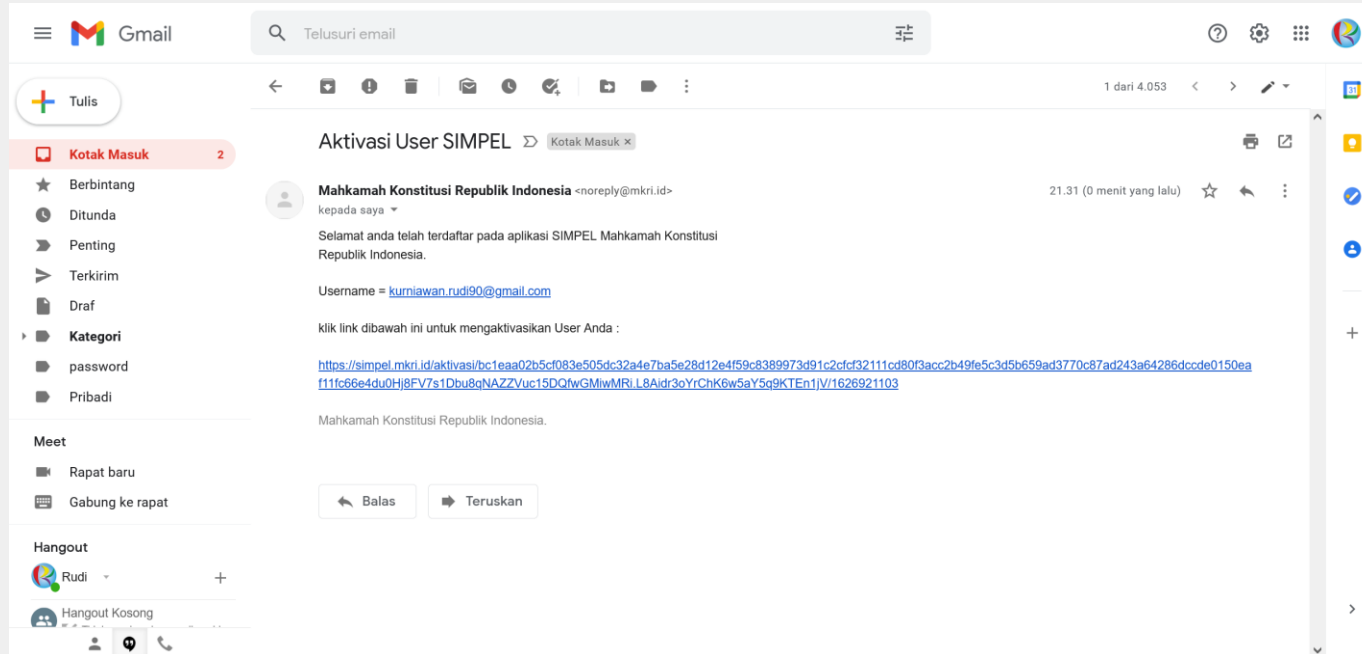 Gmail
Telusuri email
Tulis
1 dari 4.053
31
Kotak Masuk 2
Berbintang
Ditunda
Penting
Terkirim
Draf
Kategori
password
Pribadi
Meet
Rapat baru
Gabung ke rapat
Hangout
Rudi
Hangout Kosong
Aktivasi User SIMPEL Kotak Masuk ×
Mahkamah Konstitusi Republik Indonesia <noreply@mkri.id> 21.31 (0 menit yang lalu)
kepada saya
Selamat anda telah terdaftar pada aplikasi SIMPEL Mahkamah Konstitusi
Republik Indonesia.
Username = kurniawan.rudi90@gmail.com
klik link dibawah ini untuk mengaktivasikan User Anda :
https://simpel.mkri.id/aktivasi/bc1eaa02b5cf083e505dc32a4e7ba5e28d12e4f59c8389973d91c2cfcf32111cd80f3acc2b49fe5c3d5b659ad3770c87ad243a64286dccde0150ea
f11fc66e4du0Hj8FV7s1Dbu8qNAZZVuc15DQfwGMiwMRi.L8Aidr3oYrChK6w5aY5q9KTEn1jV/1626921103
Mahkamah Konstitusi Republik Indonesia.
Balas
Teruskan